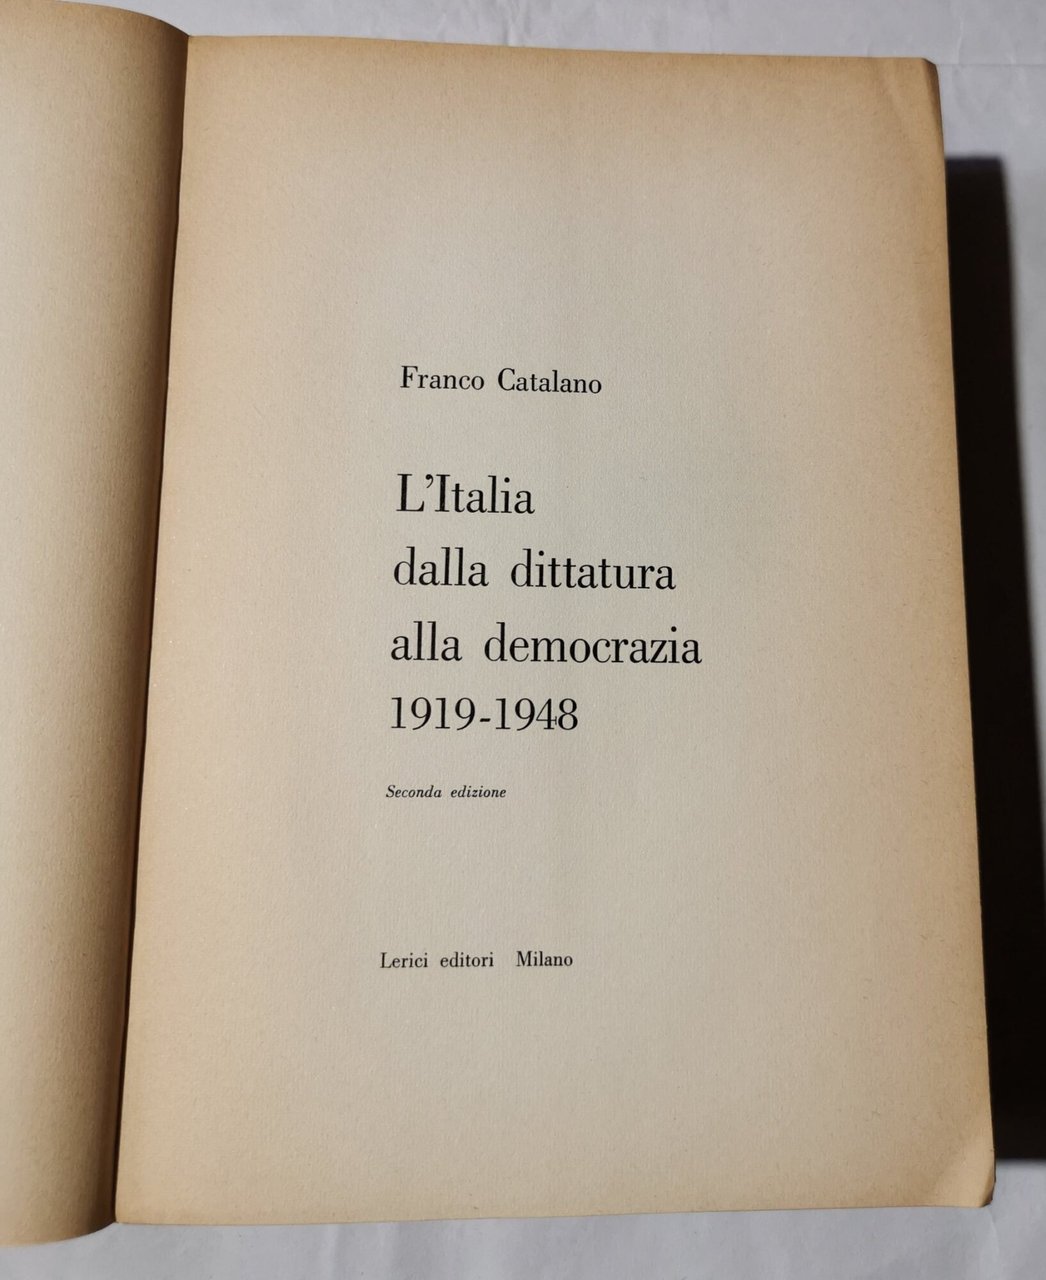 Franco Catalano
L’Italia
dalla dittatura
alla democrazia
1919-1948
Seconda edizione
Lerici editori Milano